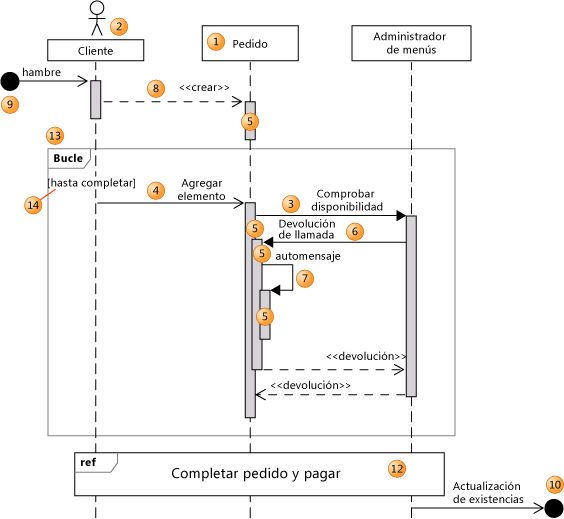 2
1
Cliente
Pedido
Administrador
de menús
hambre
9
8
<<crear>>
5
13
Bucle
[hasta completar]
14
4
Agregar
elemento
3
Comprobar
disponibilidad
5
Devolución
de llamada
6
5
automensaje
7
5
<<devolución>>
<<devolución>>
ref
Completar pedido y pagar
12
Actualización
de existencias
10